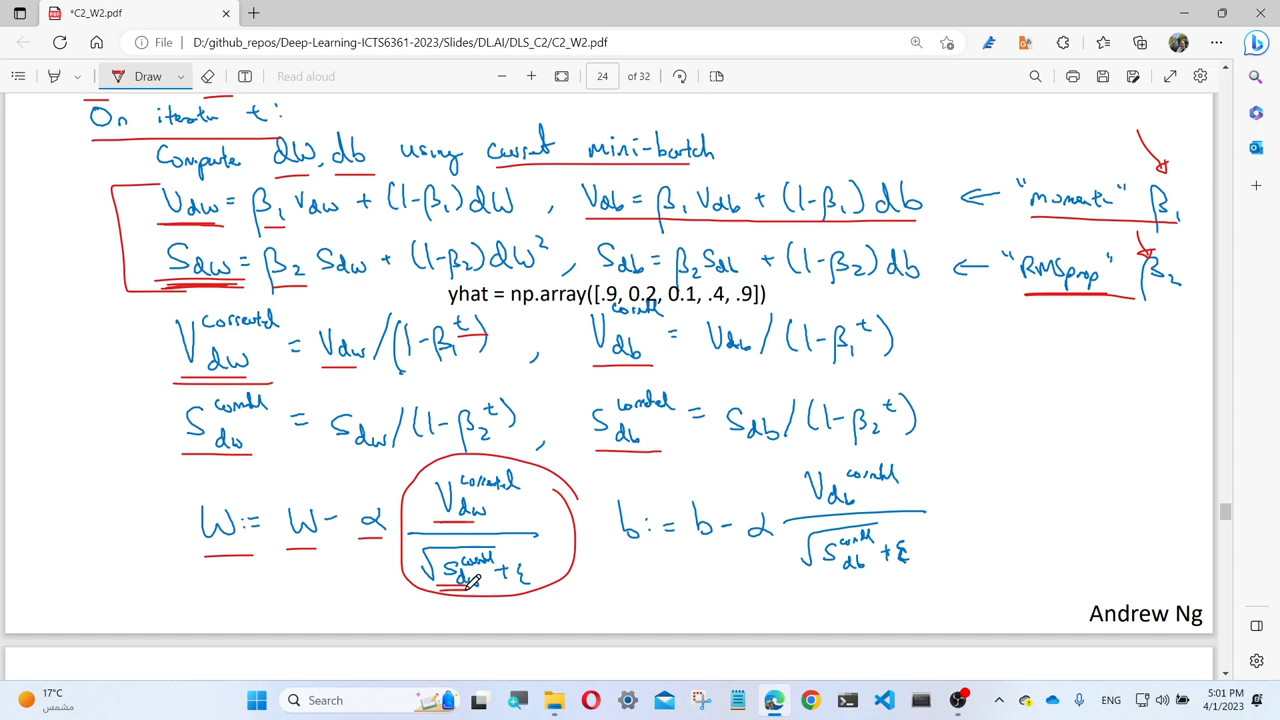 *C2_W2.pdf
File D:/github_repos/Deep-Learning-ICTS6361-2023/Slides/DL.AI/DLS_C2/C2_W2.pdf
Draw Read aloud 24 of 32
On iteration t:
Compute dW, db using current mini-batch
Vdw = β₁ Vdw + (1-β₁) dW , Vdb = β₁ Vdb + (1-β₁) db ← "moment" β₁
Sdw = β₂ Sdw + (1-β₂) dW² , Sdb = β₂ Sdb + (1-β₂) db ← "RMSprop" β₂
yhat = np.array([.9, 0.2, 0.1, .4, .9])
Vdw^corrected = Vdw/(1-β₁^t) , Vdb^corrected = Vdb/(1-β₁^t)
Sdw^corrected = Sdw/(1-β₂^t) , Sdb^corrected = Sdb/(1-β₂^t)
W := W - α Vdw^corrected / (√Sdw^corrected + ε) b := b - α Vdb^corrected / (√Sdb^corrected + ε)
Andrew Ng
17°C
مشمس
Search
ENG
5:01 PM
4/1/2023